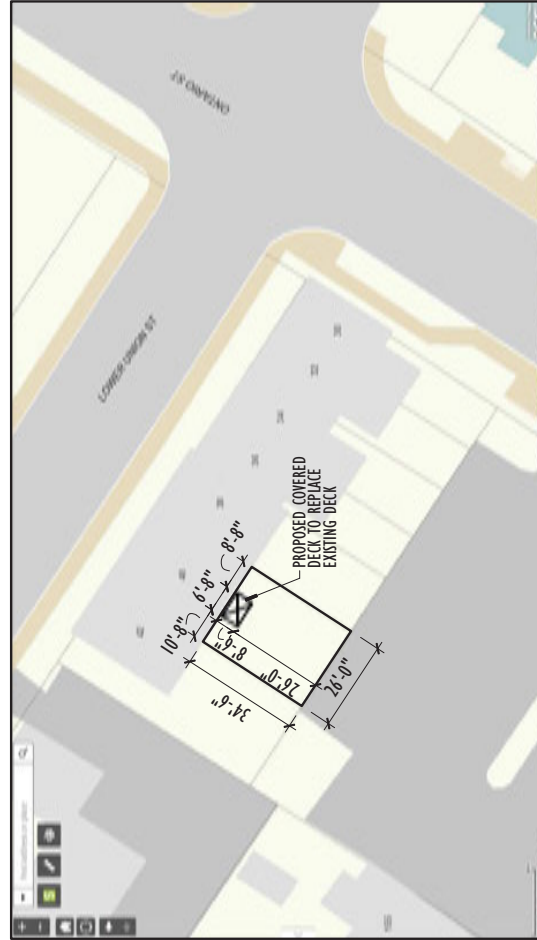 ONTARIO ST
LOWER UNION ST
10'-8"
6'-8"
8'-8"
8'-6"
34'-6"
26'-0"
26'-0"
PROPOSED COVERED
DECK TO REPLACE
EXISTING DECK